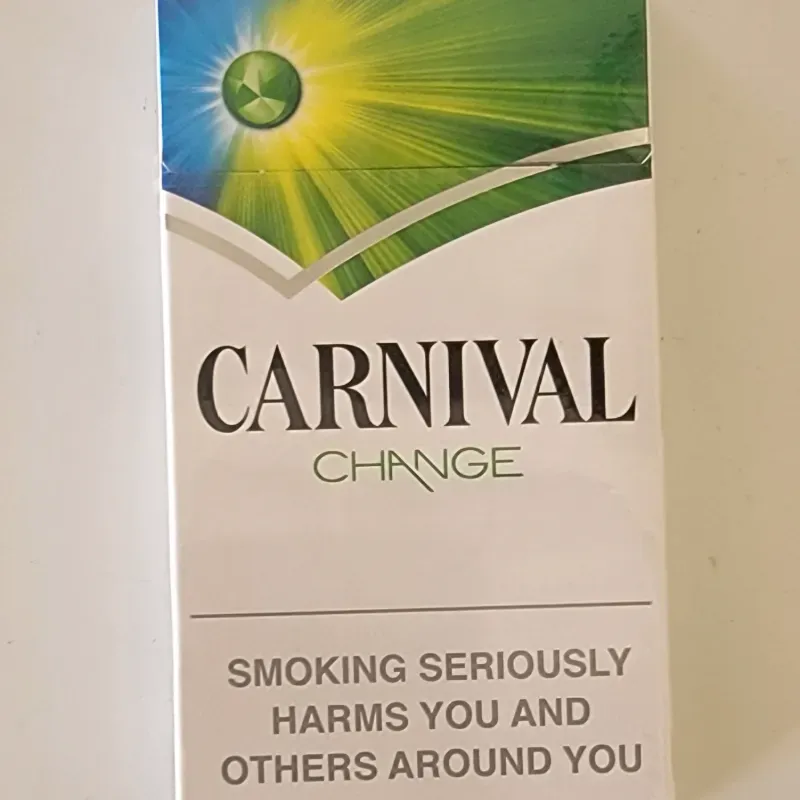 CARNIVAL
CHANGE
SMOKING SERIOUSLY
HARMS YOU AND
OTHERS AROUND YOU